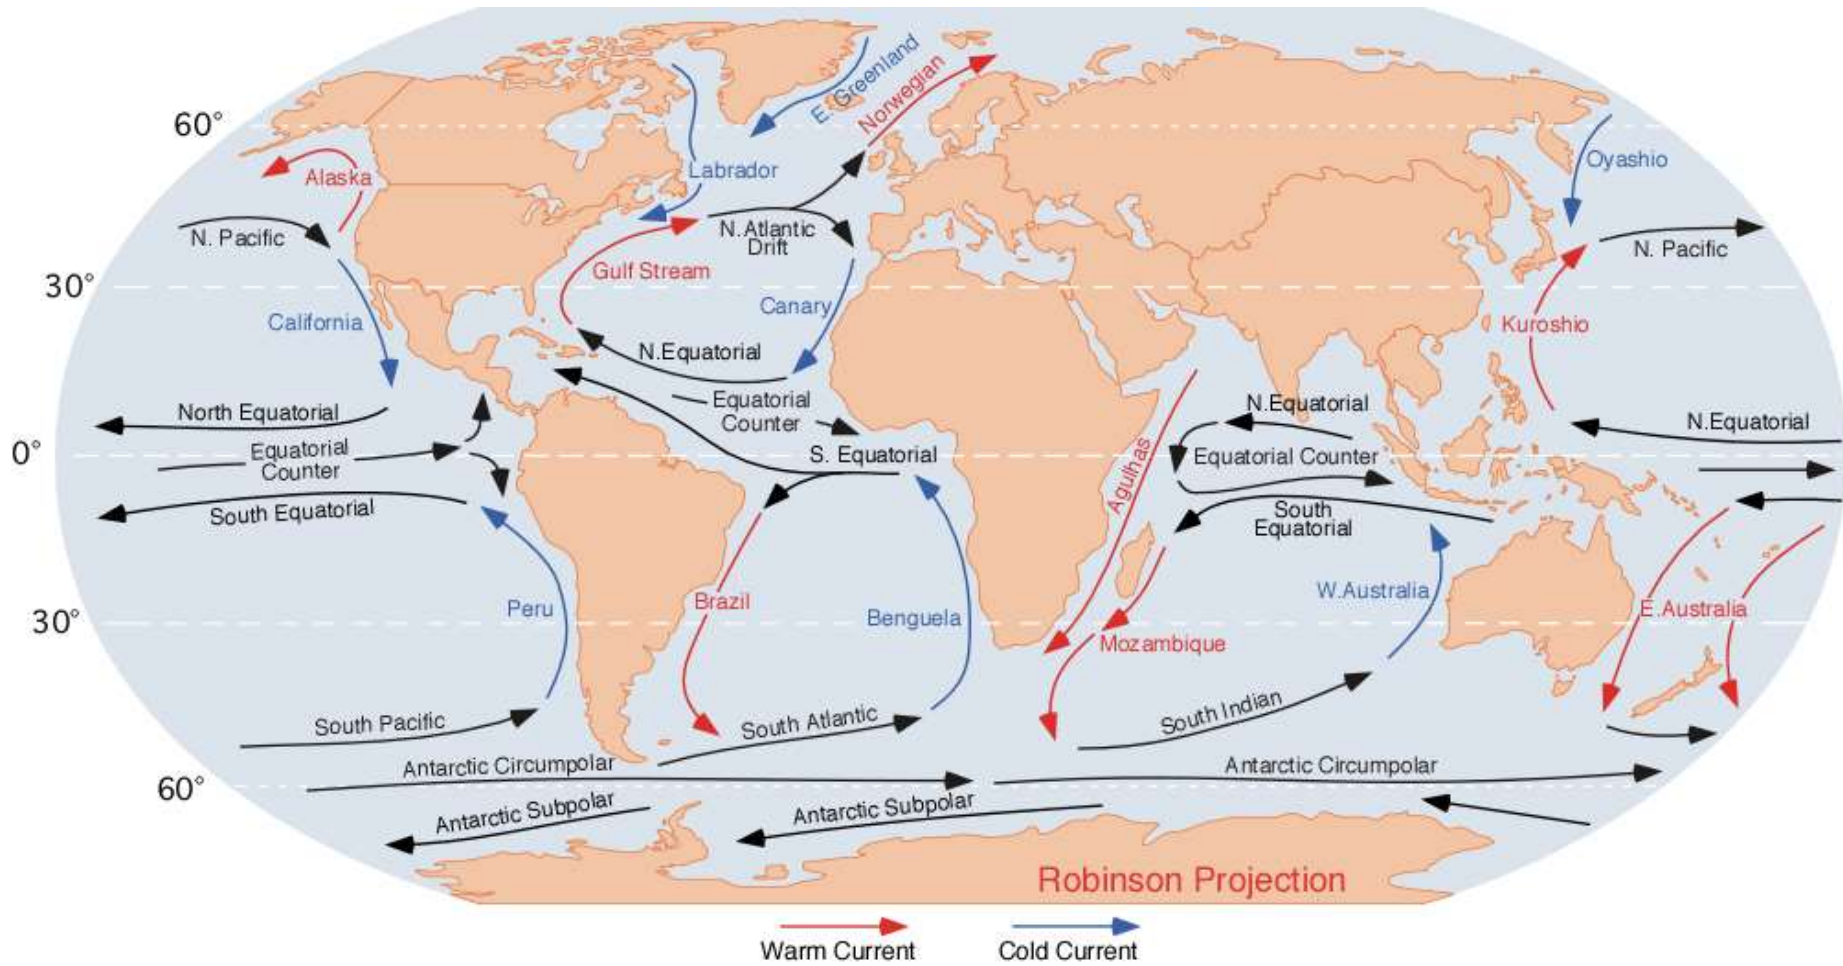 E. Greenland
Norwegian
60°
Alaska
Labrador
Oyashio
N. Pacific
N.Atlantic
Drift
N. Pacific
Gulf Stream
30°
California
Canary
Kuroshio
N.Equatorial
North Equatorial
Equatorial
Counter
N.Equatorial
N.Equatorial
0°
Equatorial
Counter
S. Equatorial
Agulhas
Equatorial Counter
South Equatorial
South
Equatorial
Peru
Brazil
Benguela
W.Australia
E.Australia
30°
Mozambique
South Pacific
South Atlantic
South Indian
Antarctic Circumpolar
Antarctic Circumpolar
60°
Antarctic Subpolar
Antarctic Subpolar
Robinson Projection
Warm Current
Cold Current